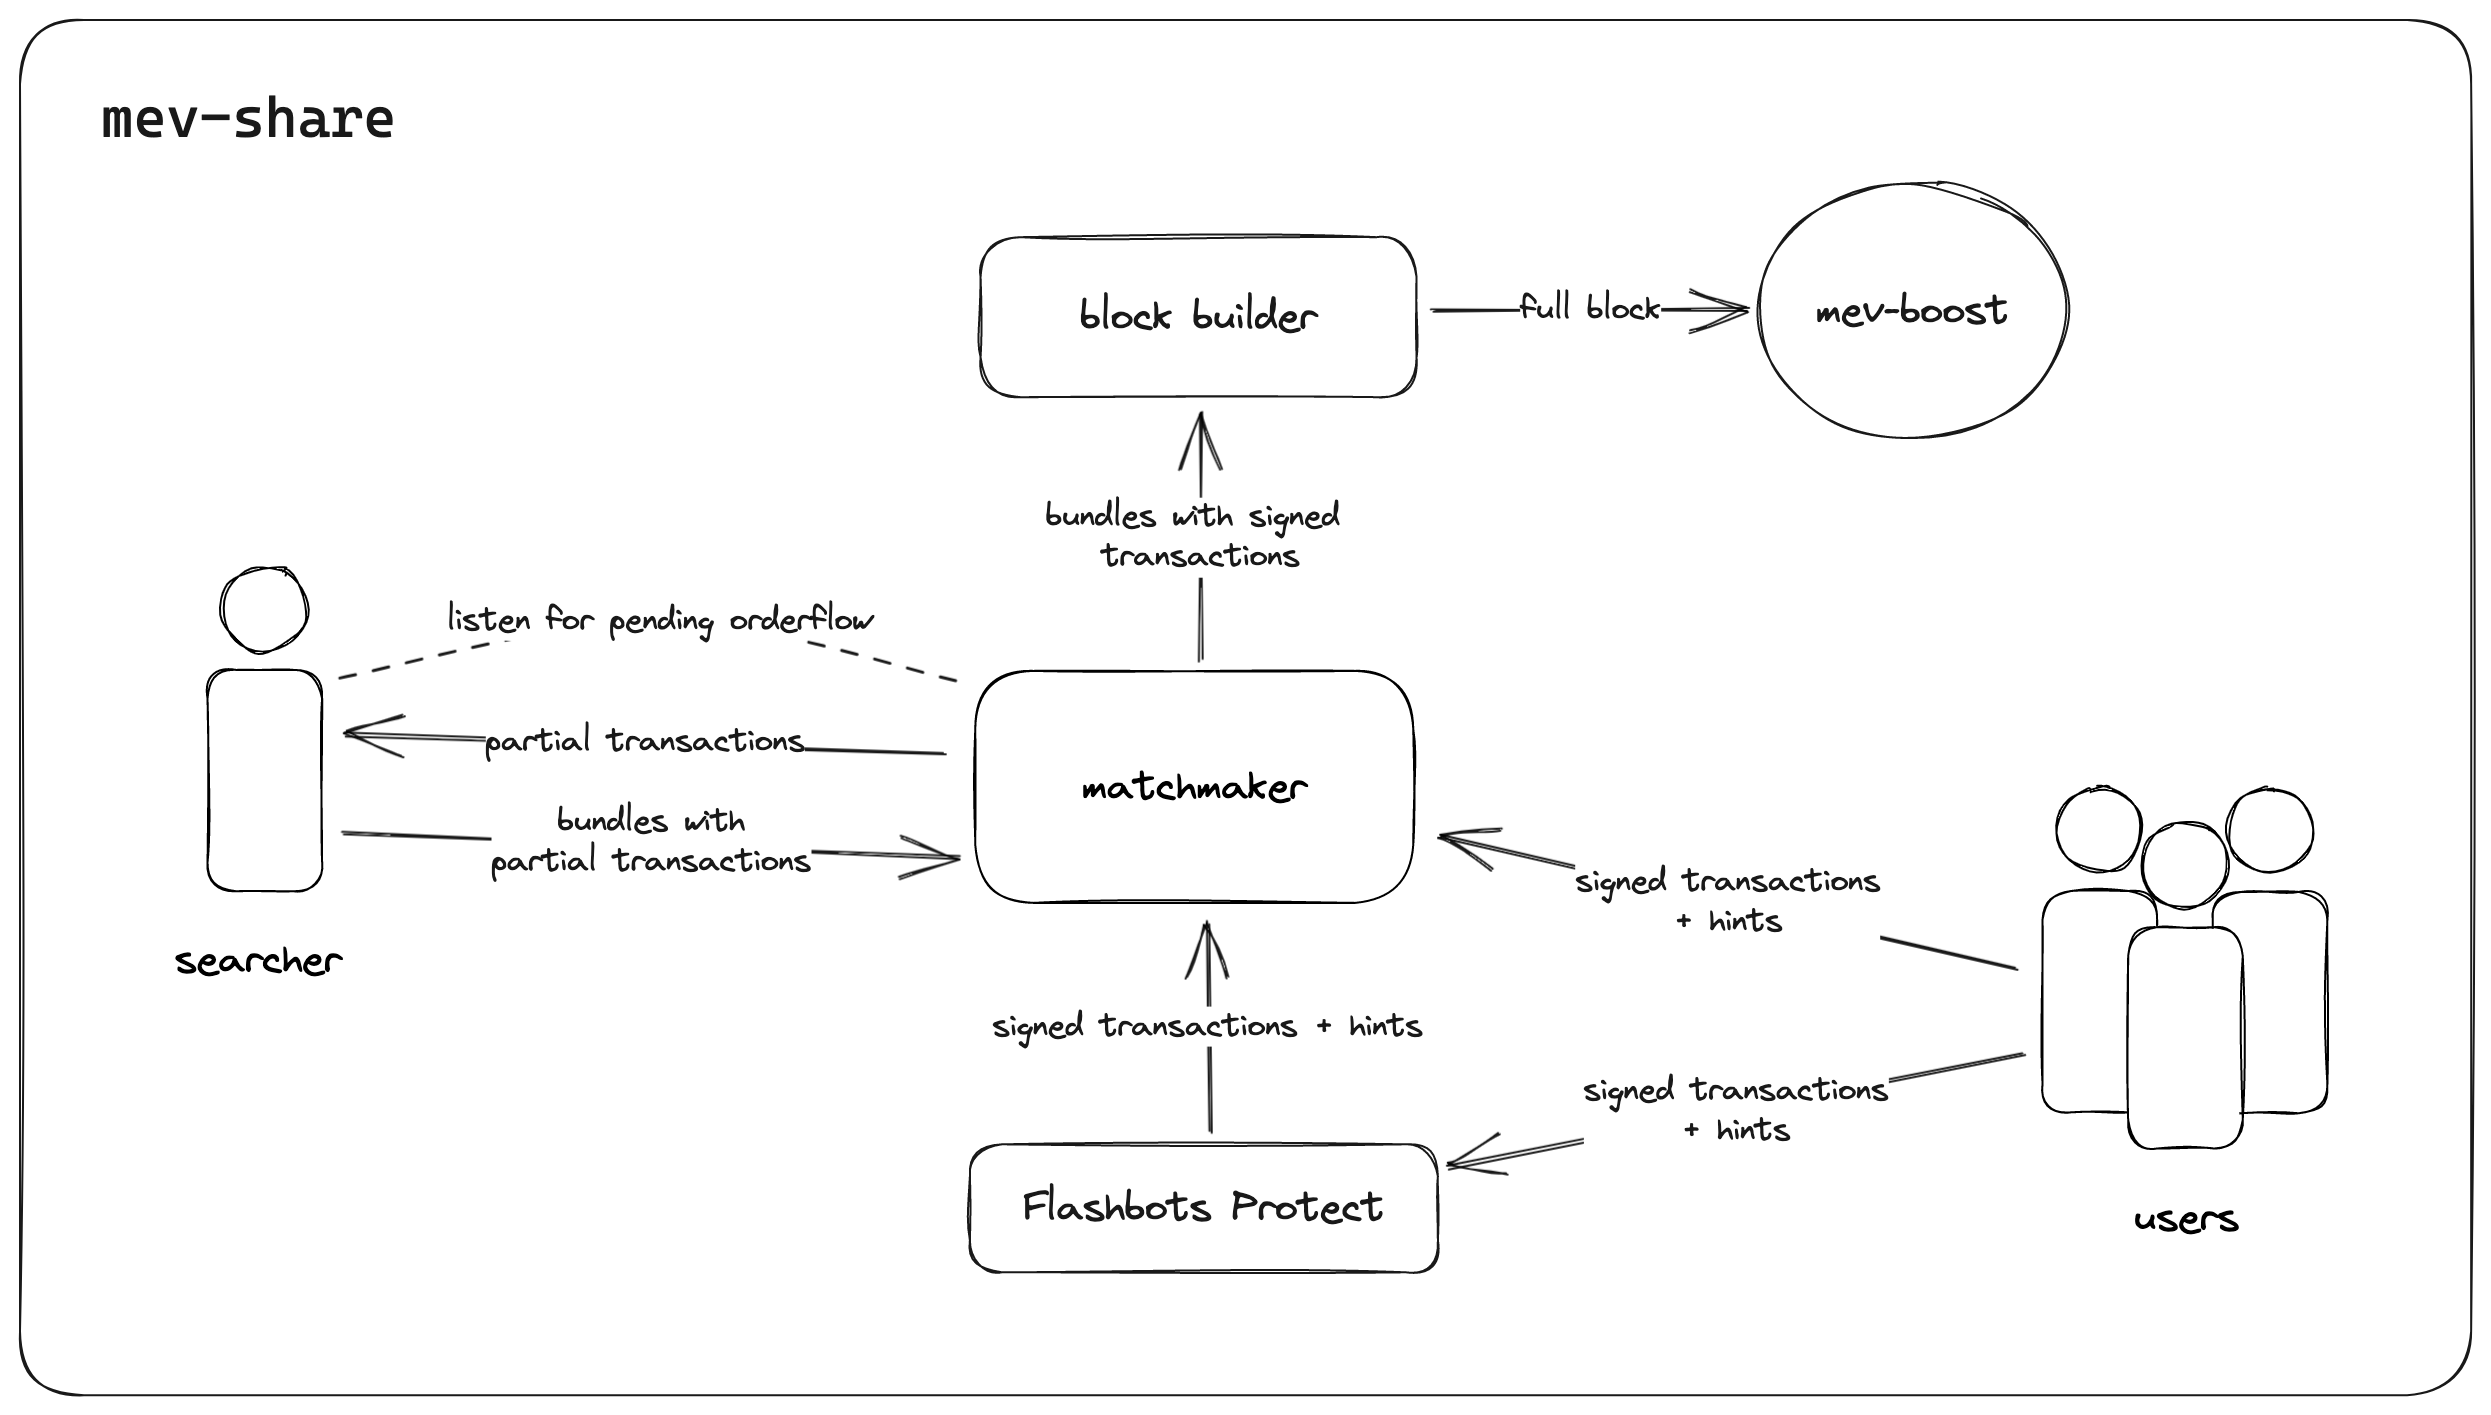 mev-share
block builder
full block
mev-boost
bundles with signed
transactions
listen for pending orderflow
partial transactions
bundles with
partial transactions
matchmaker
searcher
signed transactions
+ hints
signed transactions + hints
signed transactions
+ hints
Flashbots Protect
users